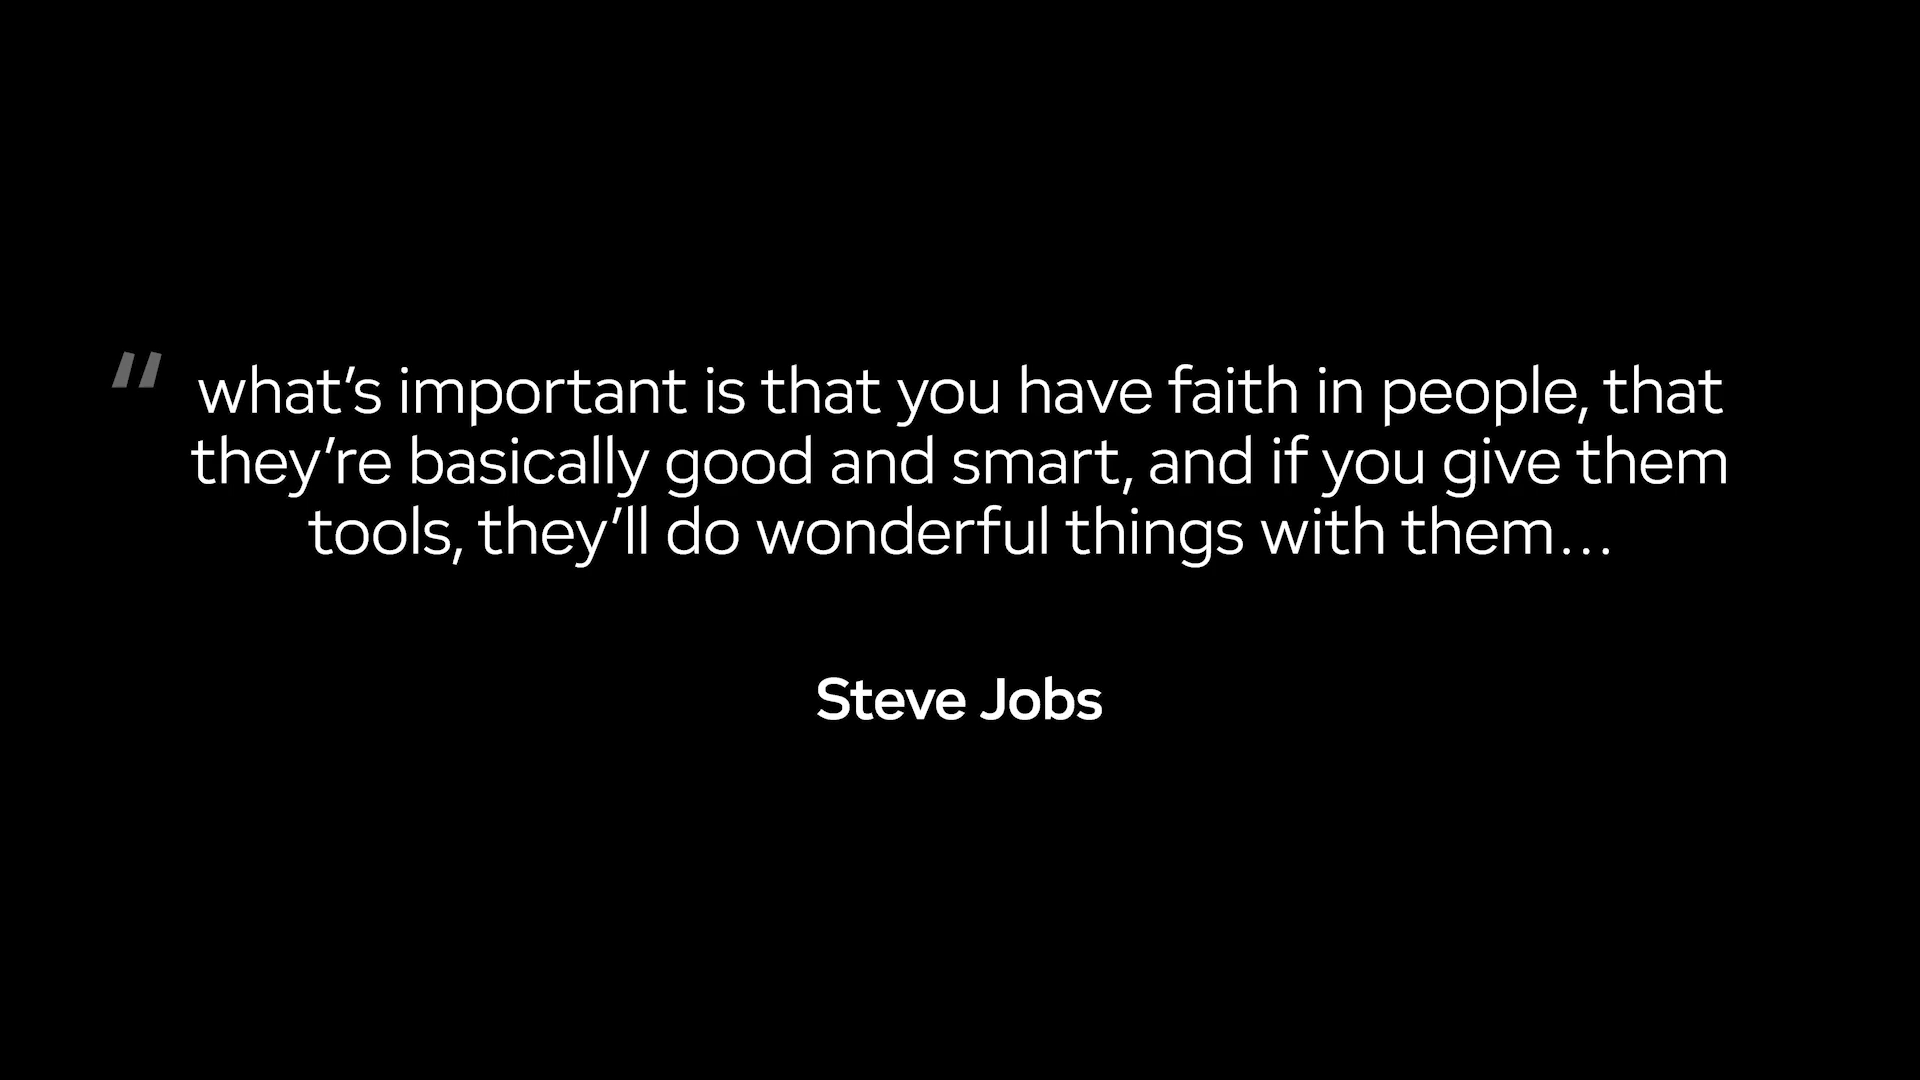 “ what’s important is that you have faith in people, that
they’re basically good and smart, and if you give them
tools, they’ll do wonderful things with them…
Steve Jobs